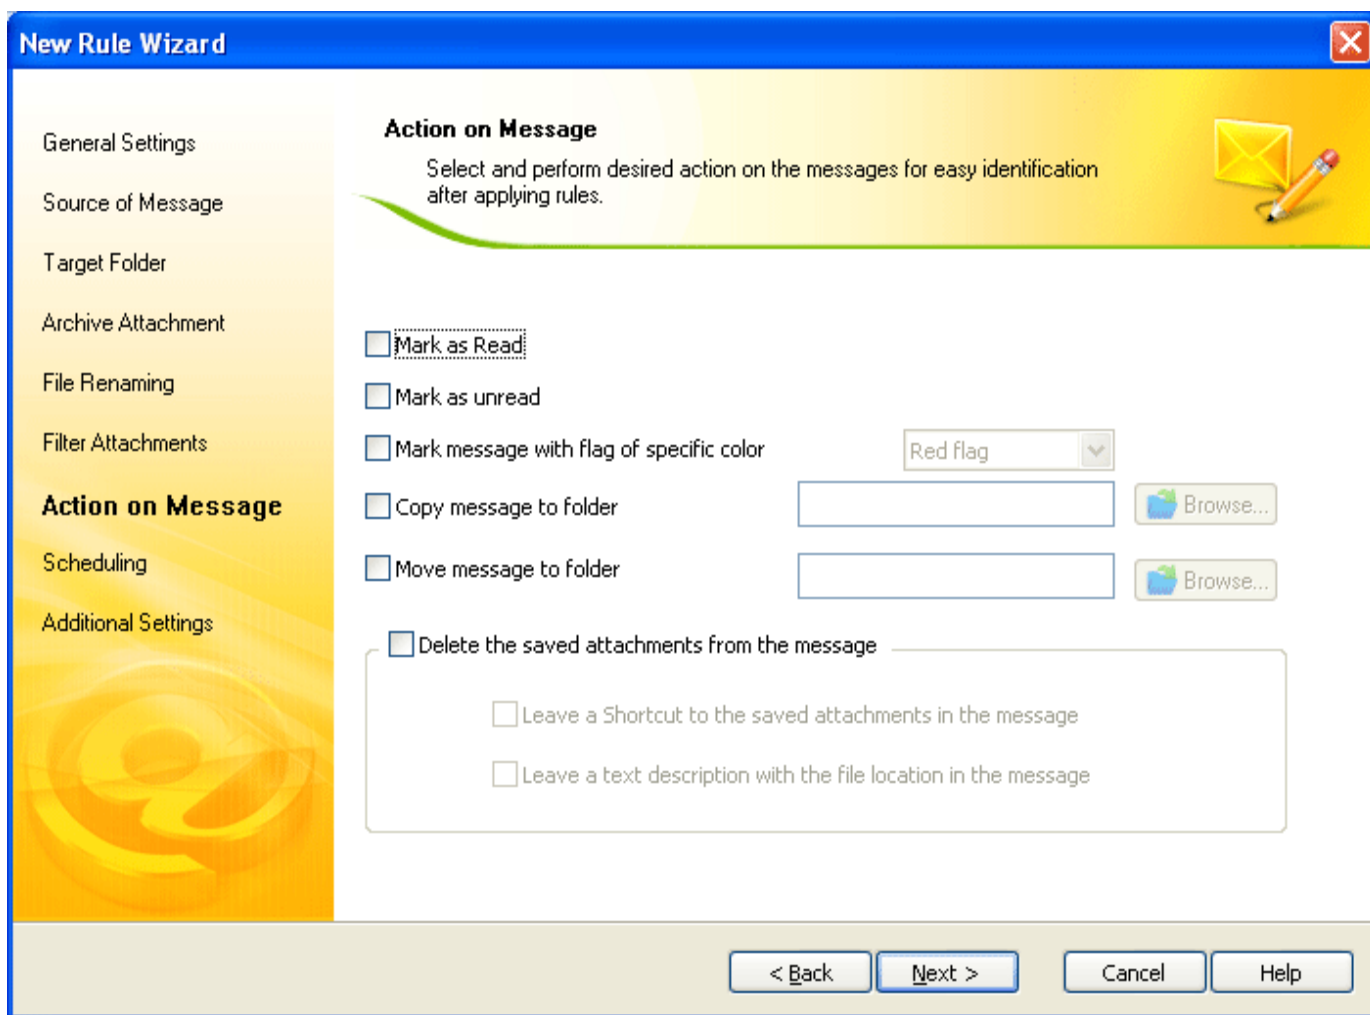 New Rule Wizard
General Settings
Source of Message
Target Folder
Archive Attachment
File Renaming
Filter Attachments
Action on Message
Scheduling
Additional Settings
Action on Message
Select and perform desired action on the messages for easy identification
after applying rules.
Mark as Read
Mark as unread
Mark message with flag of specific color
Red flag
Copy message to folder
Browse...
Move message to folder
Browse...
Delete the saved attachments from the message
Leave a Shortcut to the saved attachments in the message
Leave a text description with the file location in the message
< Back
Next >
Cancel
Help